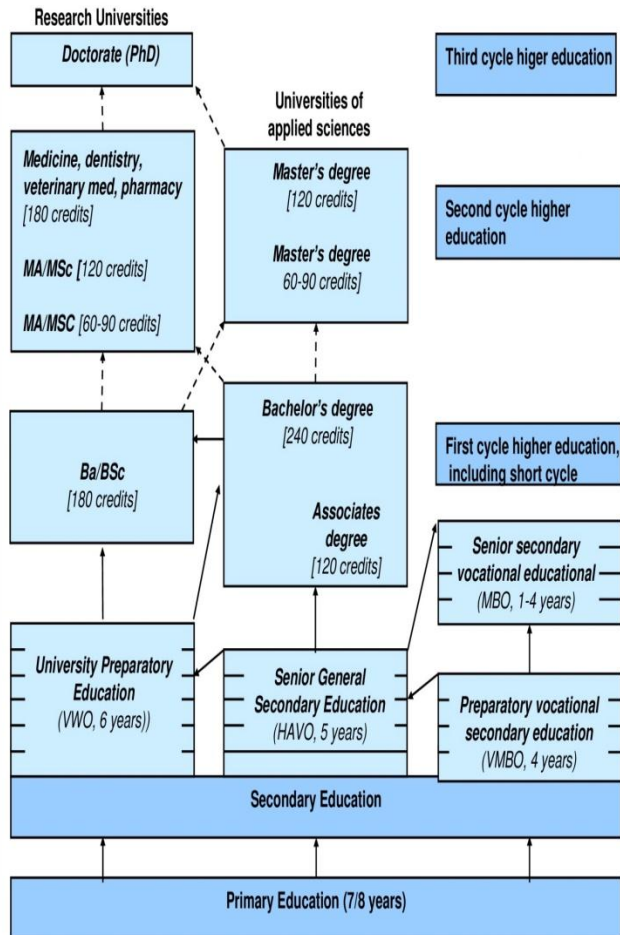 Research Universities
Doctorate (PhD)
Third cycle higer education
Universities of
applied sciences
Medicine, dentistry,
veterinary med, pharmacy
[180 credits]
MA/MSc [120 credits]
MA/MSC [60-90 credits]
Master's degree
[120 credits]
Master's degree
60-90 credits]
Second cycle higher
education
Ba/BSc
[180 credits]
Bachelor's degree
[240 credits]
Associates
degree
[120 credits]
First cycle higher education,
including short cycle
Senior secondary
vocational educational
(MBO, 1-4 years)
University Preparatory
Education
(VWO, 6 years))
Senior General
Secondary Education
(HAVO, 5 years)
Preparatory vocational
secondary education
(VMBO, 4 years)
Secondary Education
Primary Education (7/8 years)